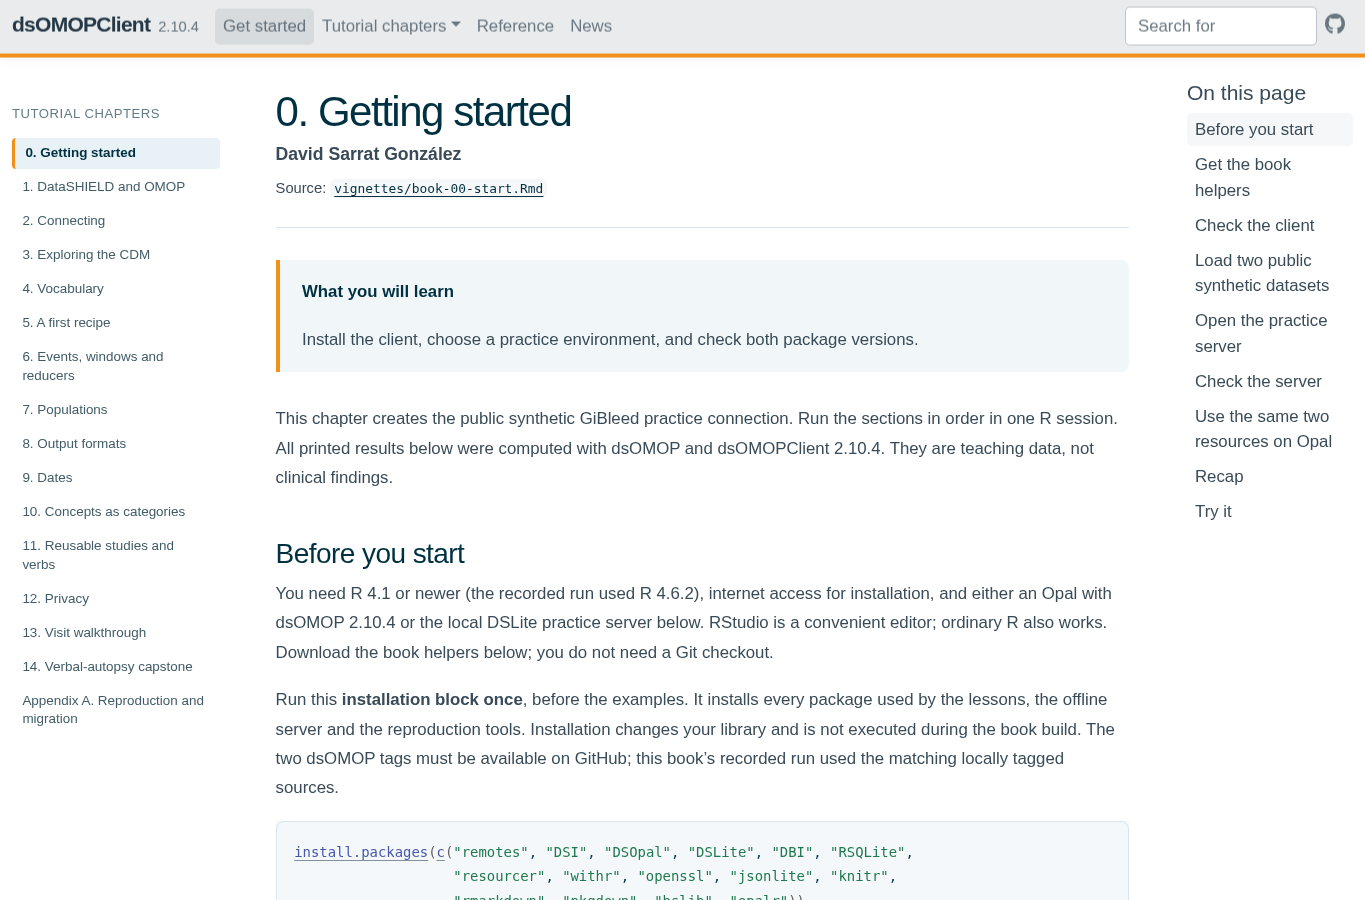 dsOMOPClient 2.10.4 Get started Tutorial chapters Reference News Search for
TUTORIAL CHAPTERS
0. Getting started
1. DataSHIELD and OMOP
2. Connecting
3. Exploring the CDM
4. Vocabulary
5. A first recipe
6. Events, windows and
reducers
7. Populations
8. Output formats
9. Dates
10. Concepts as categories
11. Reusable studies and
verbs
12. Privacy
13. Visit walkthrough
14. Verbal-autopsy capstone
Appendix A. Reproduction and
migration
0. Getting started
David Sarrat González
Source: vignettes/book-00-start.Rmd
What you will learn
Install the client, choose a practice environment, and check both package versions.
This chapter creates the public synthetic GiBleed practice connection. Run the sections in order in one R session.
All printed results below were computed with dsOMOP and dsOMOPClient 2.10.4. They are teaching data, not
clinical findings.
Before you start
You need R 4.1 or newer (the recorded run used R 4.6.2), internet access for installation, and either an Opal with
dsOMOP 2.10.4 or the local DSLite practice server below. RStudio is a convenient editor; ordinary R also works.
Download the book helpers below; you do not need a Git checkout.
Run this installation block once, before the examples. It installs every package used by the lessons, the offline
server and the reproduction tools. Installation changes your library and is not executed during the book build. The
two dsOMOP tags must be available on GitHub; this book's recorded run used the matching locally tagged
sources.
install.packages(c("remotes", "DSI", "DSOpal", "DSLite", "DBI", "RSQLite",
"resourcer", "withr", "openssl", "jsonlite", "knitr",
"rmarkdown", "pkgdown", "bslib", "opalr"))
On this page
Before you start
Get the book
helpers
Check the client
Load two public
synthetic datasets
Open the practice
server
Check the server
Use the same two
resources on Opal
Recap
Try it